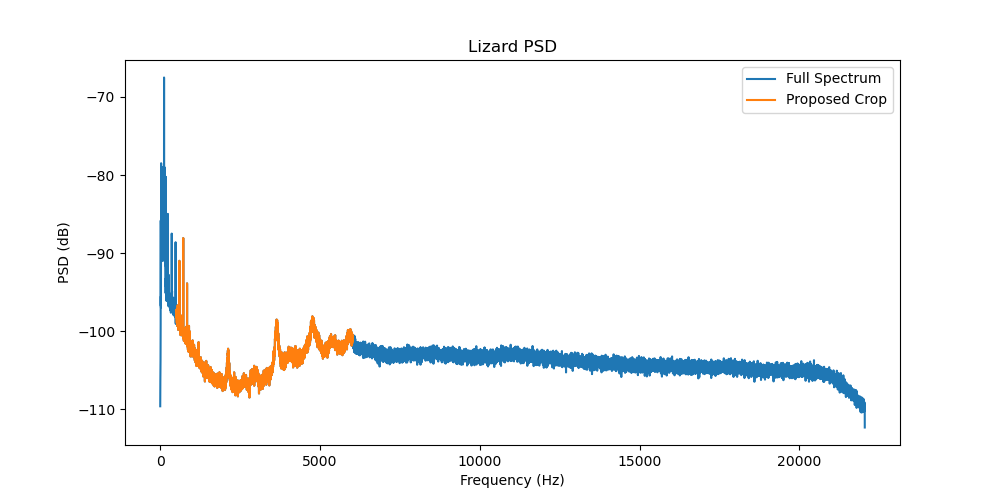 Lizard PSD
Full Spectrum
Proposed Crop
PSD (dB)
−70
−80
−90
−100
−110
0
5000
10000
15000
20000
Frequency (Hz)